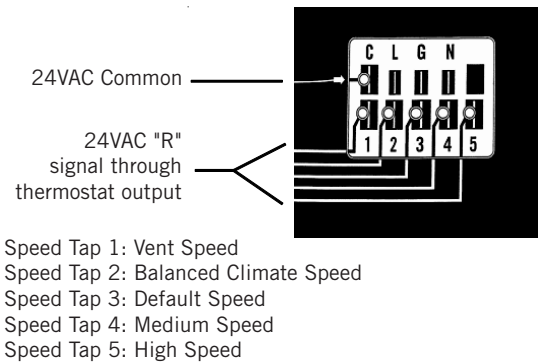 C L G N
24VAC Common
24VAC "R"
signal through
thermostat output
1 2 3 4 5
Speed Tap 1: Vent Speed
Speed Tap 2: Balanced Climate Speed
Speed Tap 3: Default Speed
Speed Tap 4: Medium Speed
Speed Tap 5: High Speed